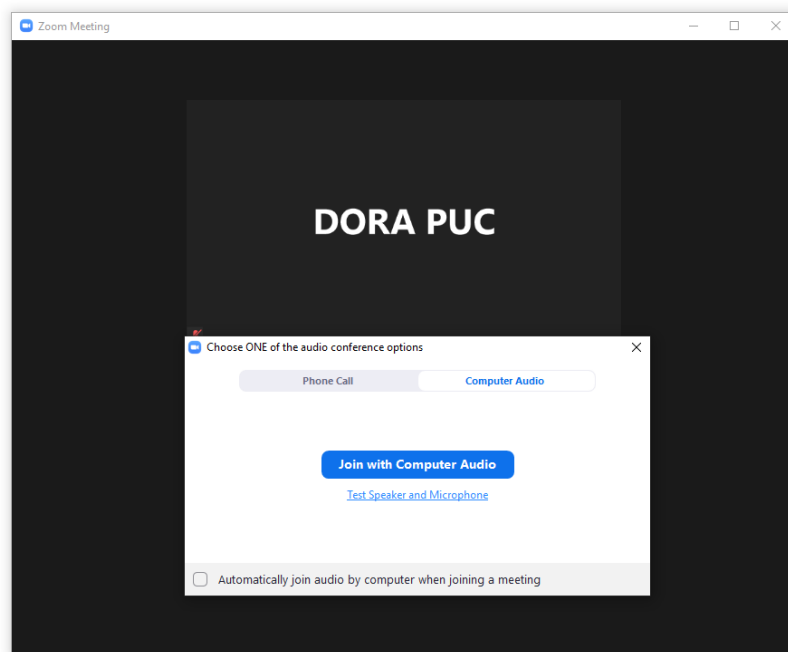 Zoom Meeting
DORA PUC
Choose ONE of the audio conference options
Phone Call
Computer Audio
Join with Computer Audio
Test Speaker and Microphone
Automatically join audio by computer when joining a meeting